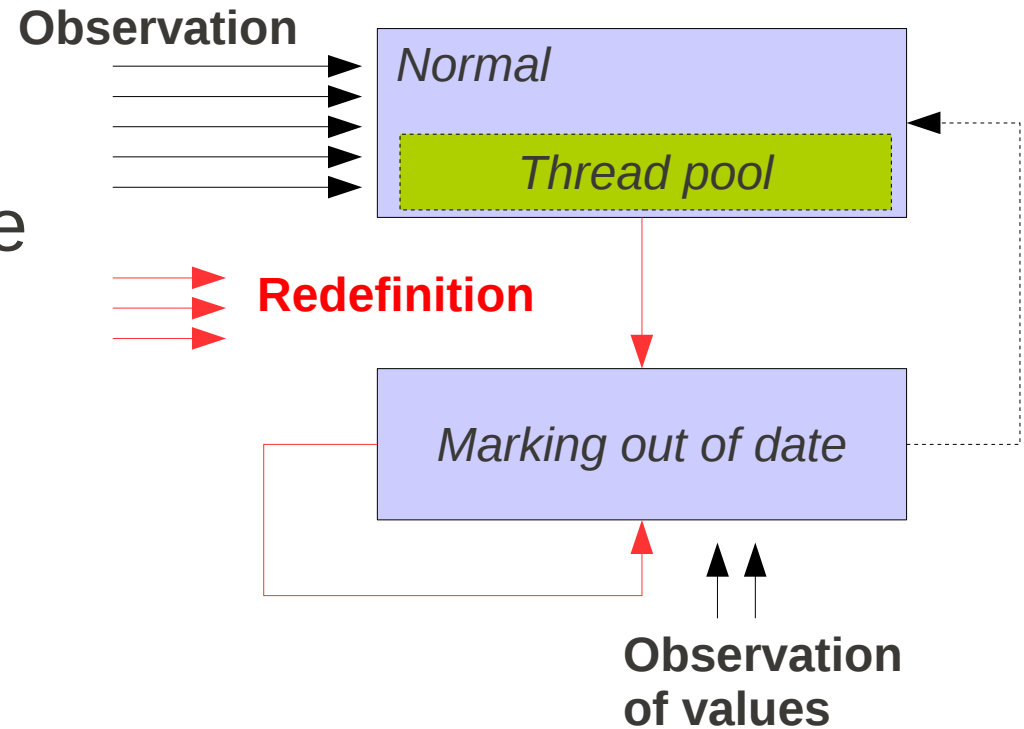 Observation
Normal
Thread pool
e
Redefinition
Marking out of date
Observation
of values